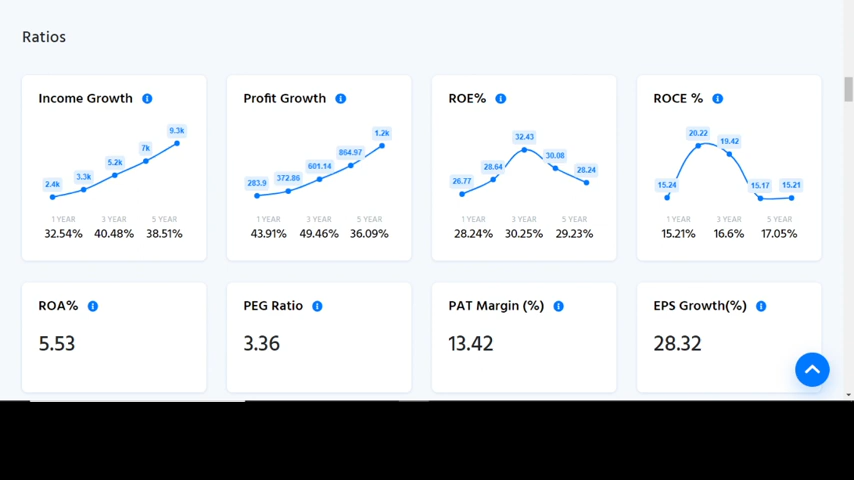 Ratios
Income Growth
9.3k
7k
5.2k
3.3k
2.4k
1 YEAR 3 YEAR 5 YEAR
32.54% 40.48% 38.51%
Profit Growth
1.2k
864.97
601.14
372.86
283.9
1 YEAR 3 YEAR 5 YEAR
43.91% 49.46% 36.09%
ROE%
32.43
30.08
28.64
28.24
26.77
1 YEAR 3 YEAR 5 YEAR
28.24% 30.25% 29.23%
ROCE %
20.22
19.42
15.24
15.17
15.21
1 YEAR 3 YEAR 5 YEAR
15.21% 16.6% 17.05%
ROA%
5.53
PEG Ratio
3.36
PAT Margin (%)
13.42
EPS Growth(%)
28.32